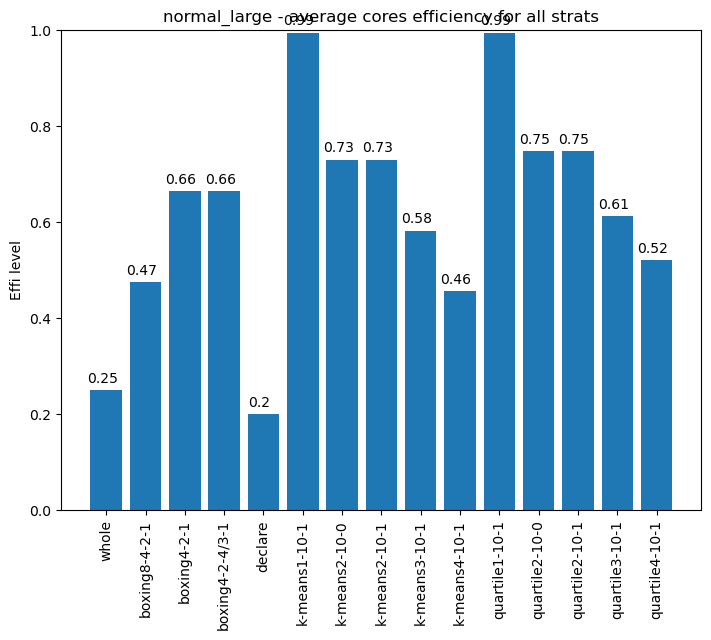 normal_large - average cores efficiency for all strats
Effi level
1.0
0.8
0.6
0.4
0.2
0.0
0.25
0.47
0.66
0.66
0.2
0.99
0.73
0.73
0.58
0.46
0.99
0.75
0.75
0.61
0.52
whole
boxing8-4-2-1
boxing4-2-1
boxing4-2-4/3-1
declare
k-means1-10-1
k-means2-10-0
k-means2-10-1
k-means3-10-1
k-means4-10-1
quartile1-10-1
quartile2-10-0
quartile2-10-1
quartile3-10-1
quartile4-10-1